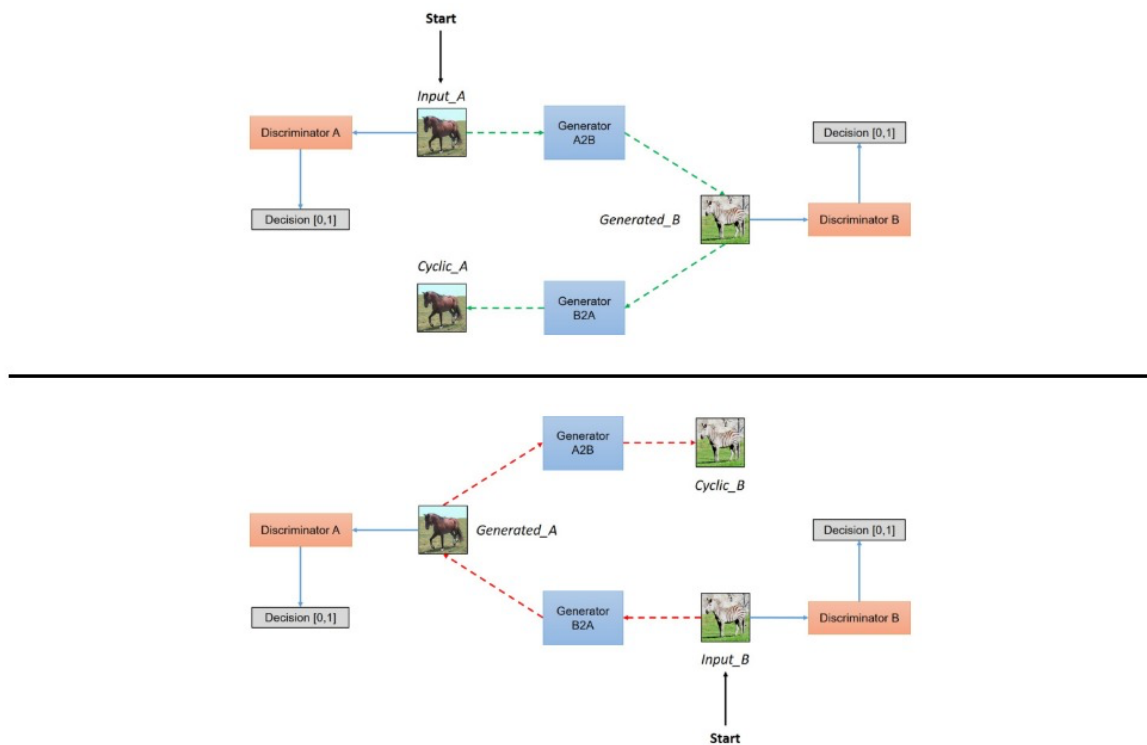 Start
Input_A
Discriminator A
Generator
A2B
Decision [0,1]
Decision [0,1]
Generated_B
Discriminator B
Cyclic_A
Generator
B2A
Generator
A2B
Cyclic_B
Discriminator A
Generated_A
Decision [0,1]
Decision [0,1]
Generator
B2A
Discriminator B
Input_B
Start